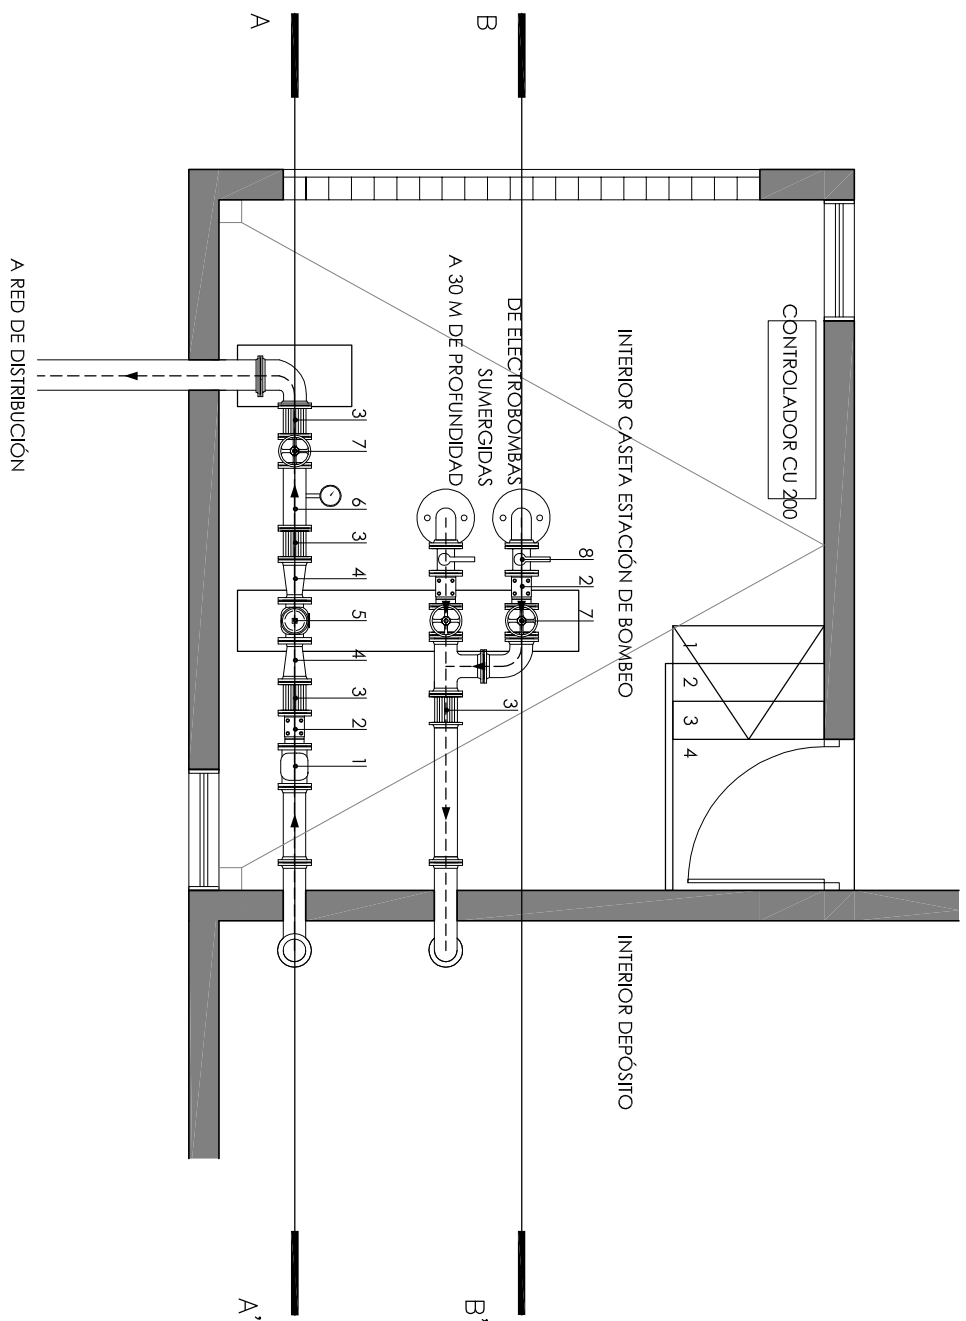 CONTROLADOR CU 200
1
2
3
4
INTERIOR CASETA ESTACIÓN DE BOMBEO
INTERIOR DEPÓSITO
8
2
7
B
B'
DE ELECTROBOMBAS
SUMERGIDAS
A 30 M DE PROFUNDIDAD
3
3
7
6
3
4
5
4
3
2
1
A
A'
A RED DE DISTRIBUCIÓN